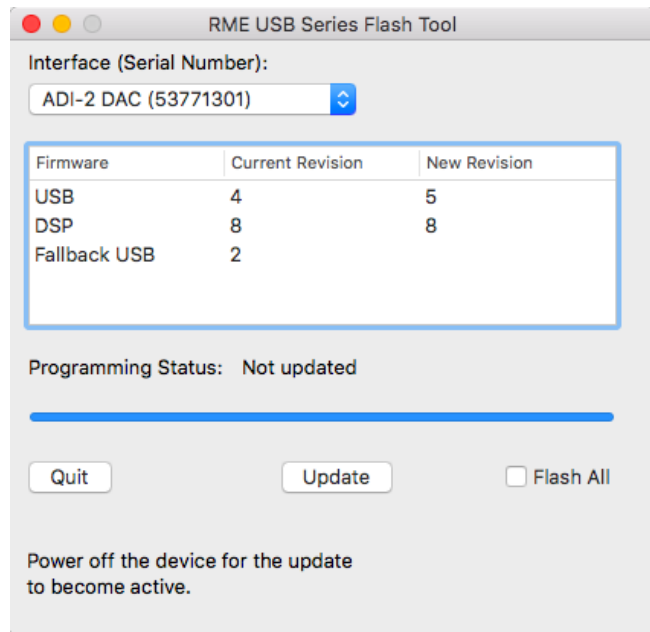 RME USB Series Flash Tool
Interface (Serial Number):
ADI-2 DAC (53771301)
Firmware Current Revision New Revision
USB 4 5
DSP 8 8
Fallback USB 2
Programming Status: Not updated
Quit Update Flash All
Power off the device for the update
to become active.